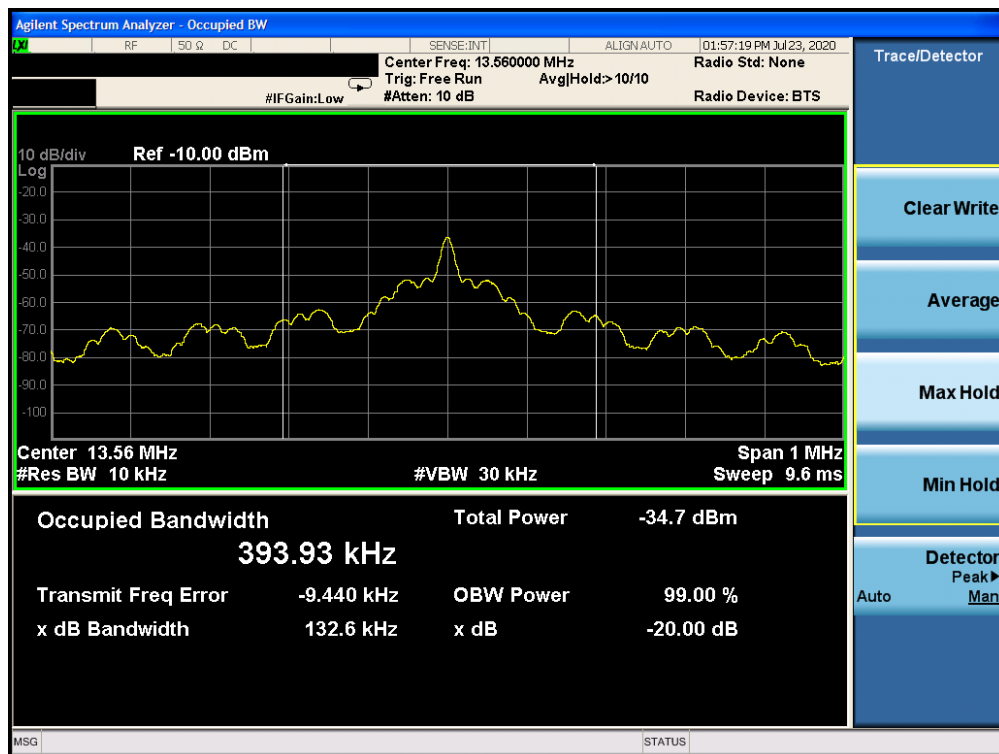 Agilent Spectrum Analyzer - Occupied BW
LXI RF 50 Ω DC SENSE:INT ALIGNAUTO 01:57:19 PM Jul 23, 2020
Center Freq: 13.560000 MHz Radio Std: None
Trig: Free Run Avg|Hold:>10/10
#IFGain:Low #Atten: 10 dB Radio Device: BTS
10 dB/div Ref -10.00 dBm
Log
-20.0
-30.0
-40.0
-50.0
-60.0
-70.0
-80.0
-90.0
-100
Center 13.56 MHz Span 1 MHz
#Res BW 10 kHz #VBW 30 kHz Sweep 9.6 ms
Occupied Bandwidth Total Power -34.7 dBm
393.93 kHz
Transmit Freq Error -9.440 kHz OBW Power 99.00 %
x dB Bandwidth 132.6 kHz x dB -20.00 dB
MSG STATUS
Trace/Detector
Clear Write
Average
Max Hold
Min Hold
Detector
Peak▶
Auto Man